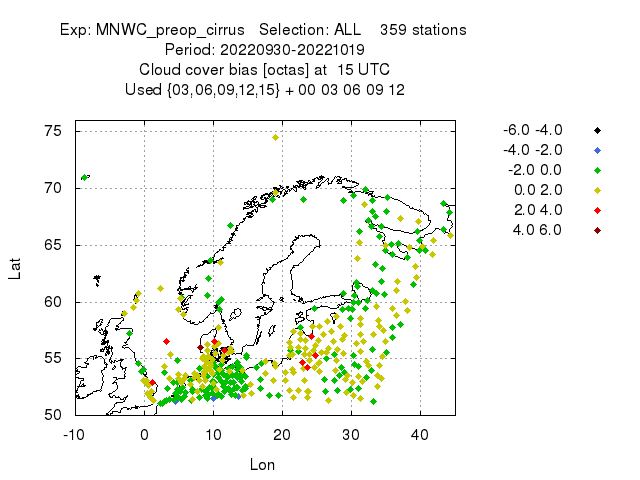 Exp: MNWC_preop_cirrus   Selection: ALL    359 stations
Period: 20220930-20221019
Cloud cover bias [octas] at  15 UTC
Used {03,06,09,12,15} + 00 03 06 09 12
75
70
65
60
55
50
Lat
-10 0 10 20 30 40
Lon
-6.0 -4.0
-4.0 -2.0
-2.0 0.0
0.0 2.0
2.0 4.0
4.0 6.0